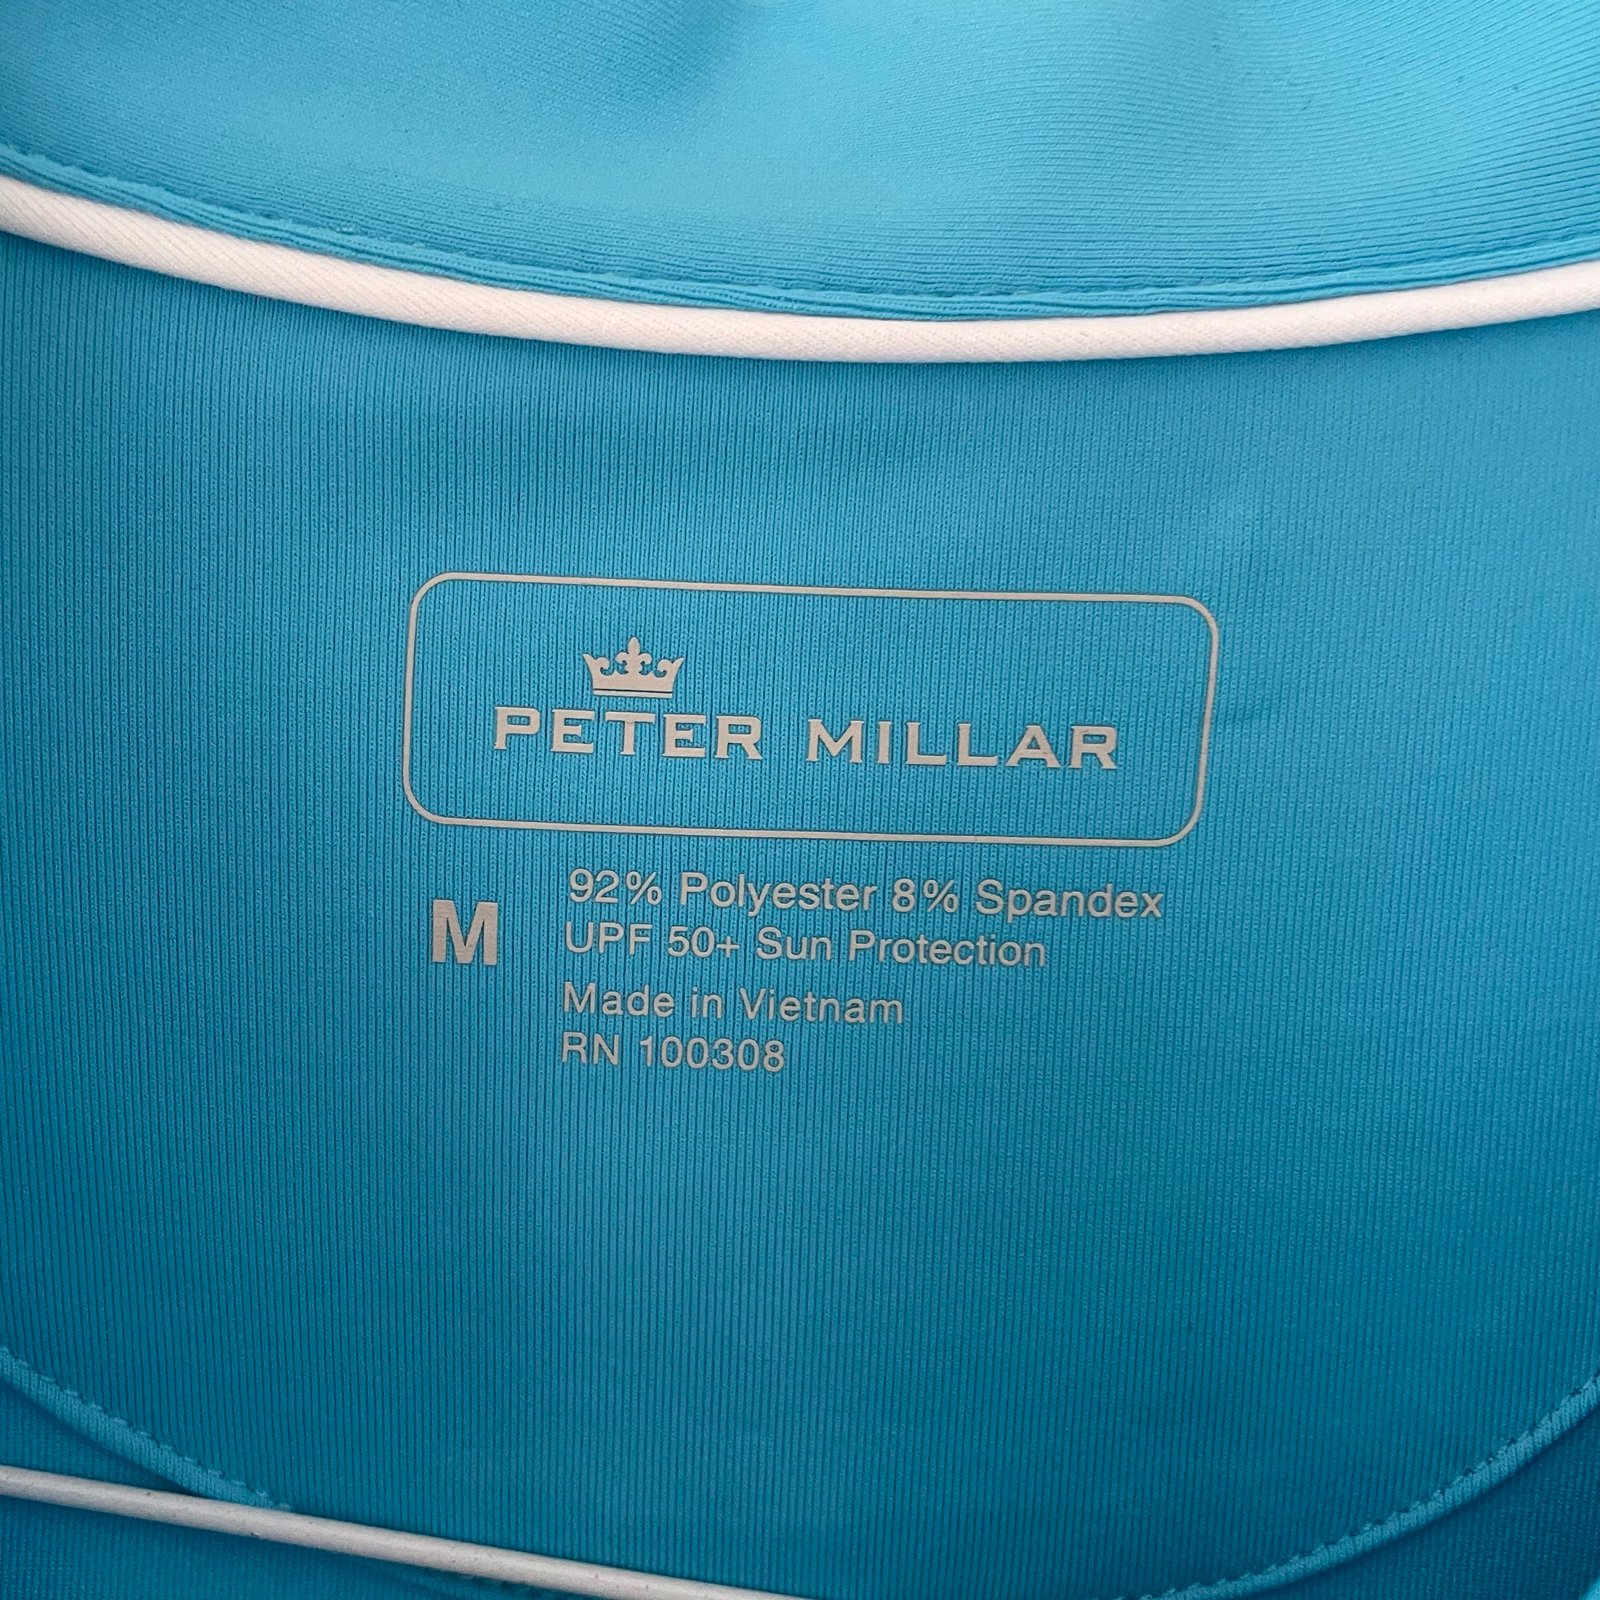 PETER MILLAR
M
92% Polyester 8% Spandex
UPF 50+ Sun Protection
Made in Vietnam
RN 100308